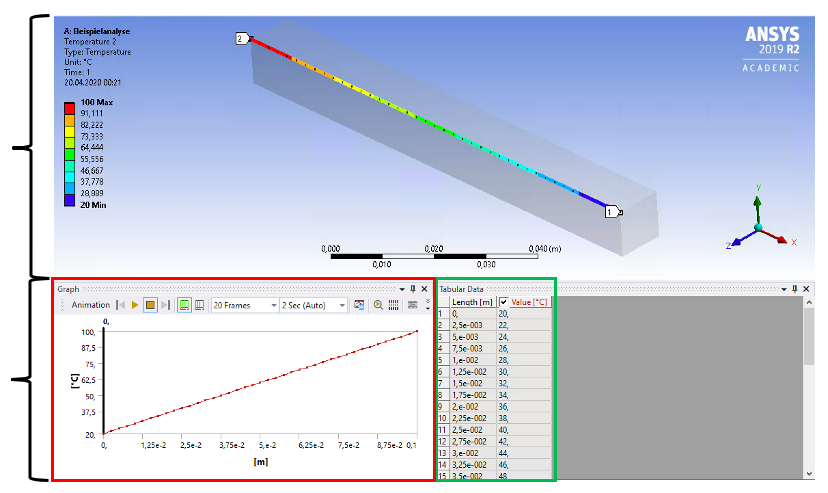 A: Beispielanalyse
Temperature 2
Type: Temperature
Unit: °C
Time: 1
20.04.2020 00:21
100 Max
91,111
82,222
73,333
64,444
55,556
46,667
37,778
28,889
20 Min
2
1
ANSYS
2019 R2
ACADEMIC
Y
X
Z
0,000
0,020
0,040 (m)
0,010
0,030
Graph
Animation
20 Frames
2 Sec (Auto)
0,
100,
87,5
75,
62,5
50,
37,5
20,
[°C]
0,
1,25e-2
2,5e-2
3,75e-2
5,e-2
6,25e-2
7,5e-2
8,75e-2
0,1
[m]
Tabular Data
Length [m] Value [°C]
1 0, 20,
2 2,5e-003 22,
3 5,e-003 24,
4 7,5e-003 26,
5 1,e-002 28,
6 1,25e-002 30,
7 1,5e-002 32,
8 1,75e-002 34,
9 2,e-002 36,
10 2,25e-002 38,
11 2,5e-002 40,
12 2,75e-002 42,
13 3,e-002 44,
14 3,25e-002 46,
15 3,5e-002 48,